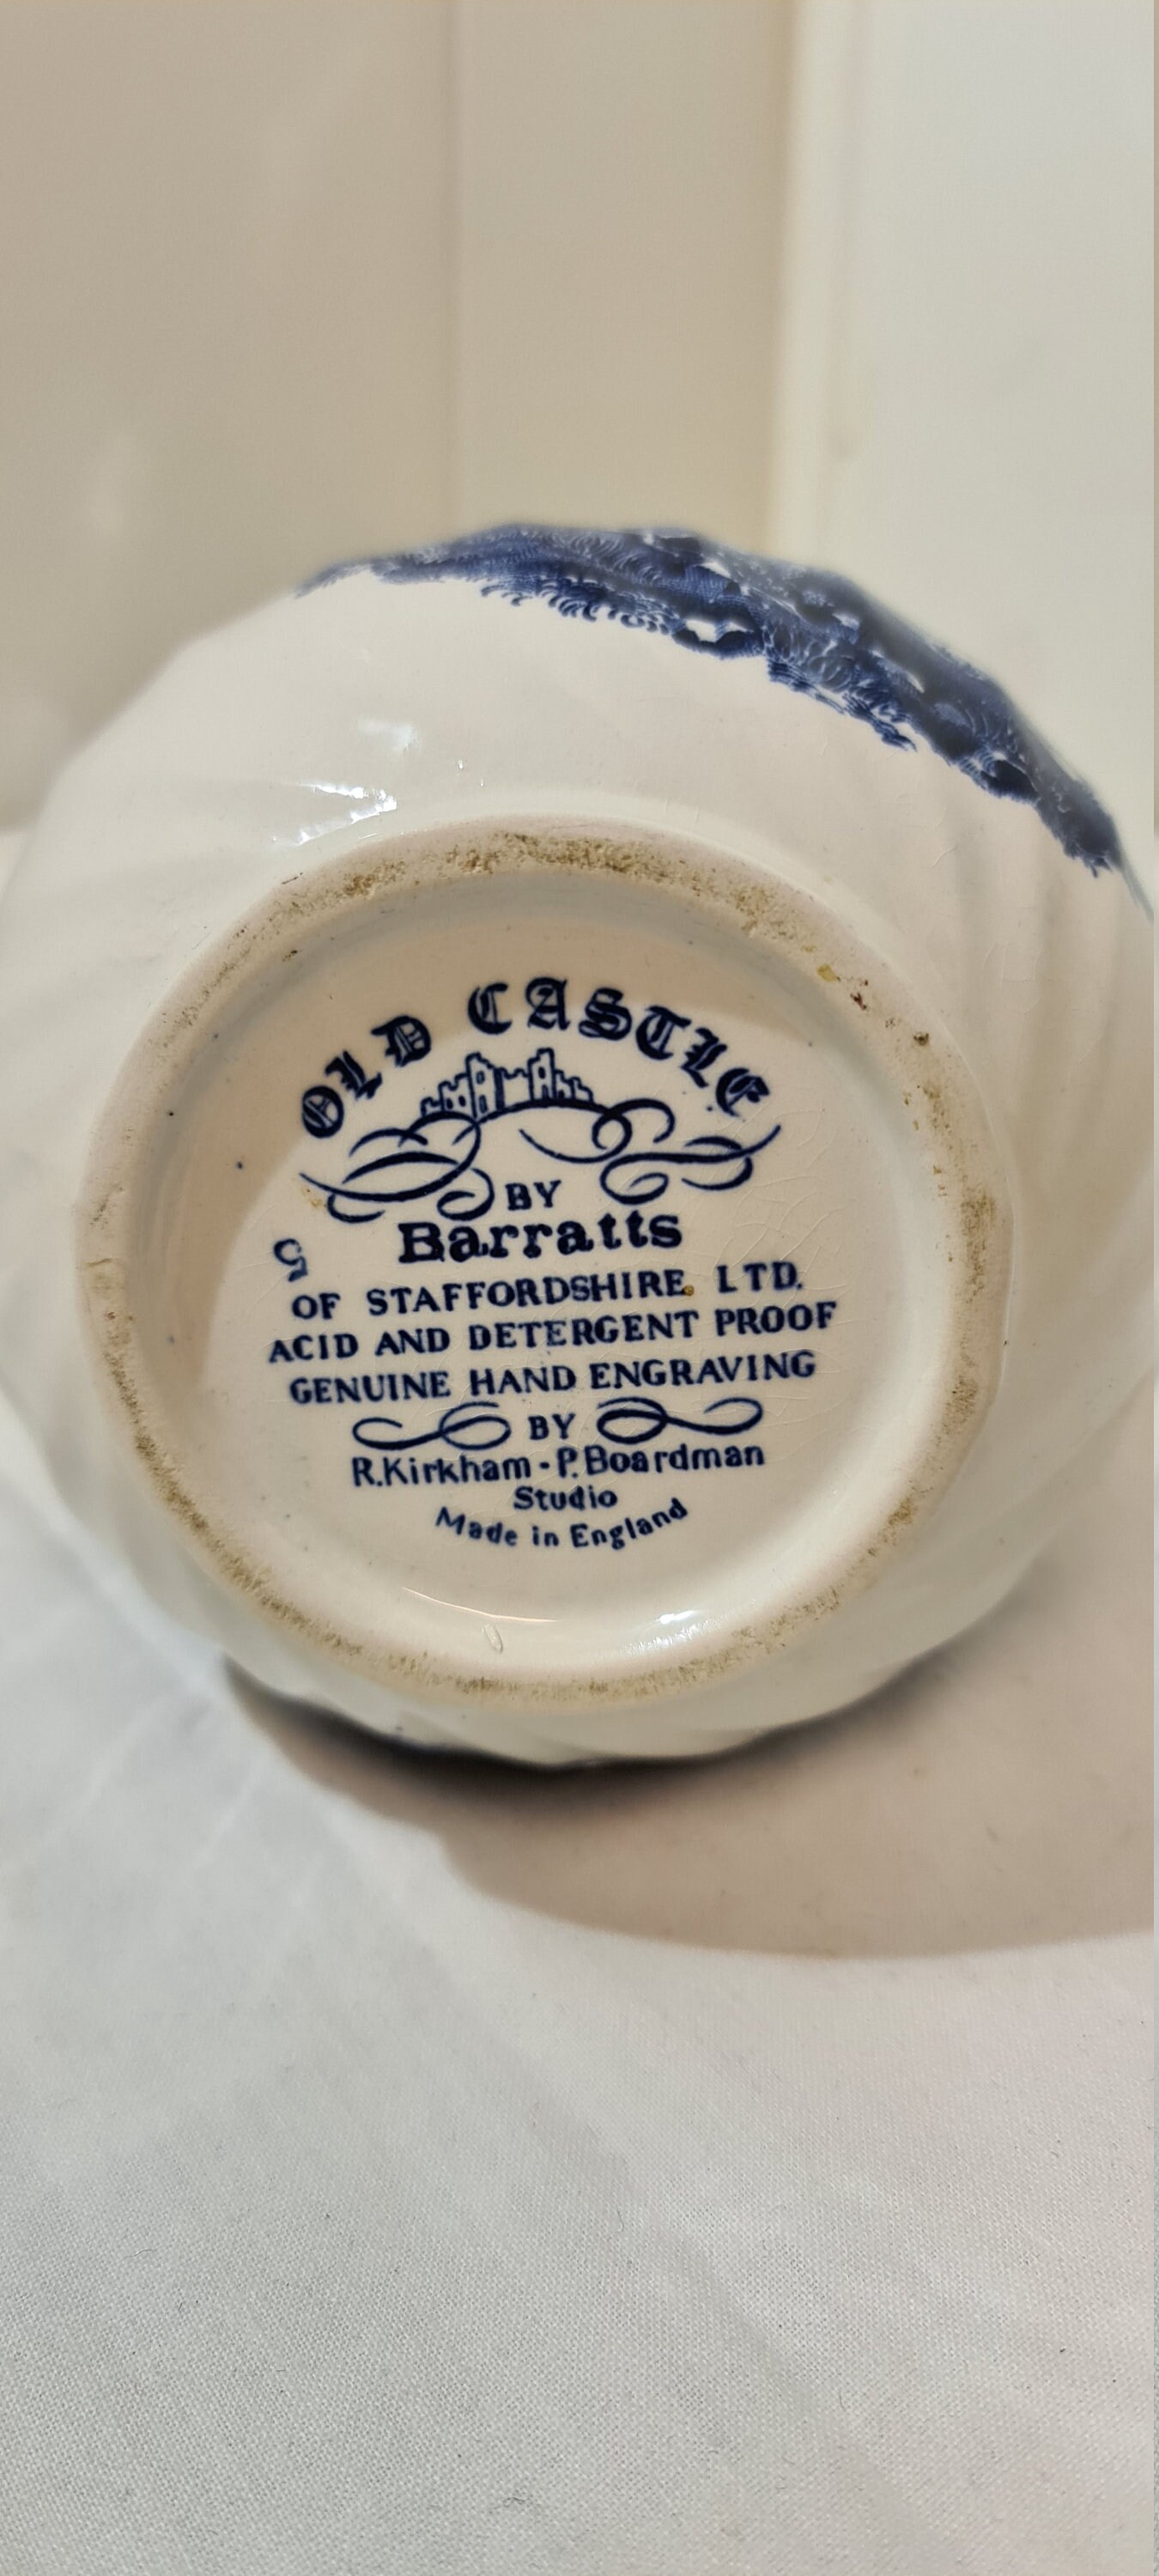 OLD CASTLE
BY
Barratts
5
OF STAFFORDSHIRE LTD.
ACID AND DETERGENT PROOF
GENUINE HAND ENGRAVING
BY
R.Kirkham - P.Boardman
Studio
Made in England